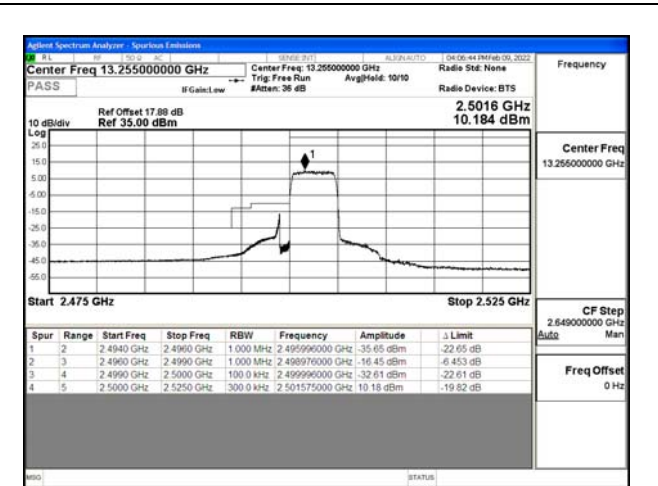 Agilent Spectrum Analyzer - Spurious Emissions
RL RF 50 Ω AC SENSE:INT ALIGN AUTO 04:06:44 PM Feb 09, 2022
Center Freq 13.255000000 GHz
Center Freq: 13.255000000 GHz
Radio Std: None
Trig: Free Run Avg|Hold: 10/10
PASS IFGain:Low #Atten: 36 dB Radio Device: BTS
Frequency
Ref Offset 17.88 dB
2.5016 GHz
10 dB/div Ref 35.00 dBm
10.184 dBm
Log
25.0
15.0
5.00
-5.00
-15.0
-25.0
-35.0
-45.0
-55.0
1
Start 2.475 GHz
Stop 2.525 GHz
Center Freq
13.255000000 GHz
CF Step
2.649000000 GHz
Auto Man
Freq Offset
0 Hz
Spur Range Start Freq Stop Freq RBW Frequency Amplitude Δ Limit
1 2 2.4940 GHz 2.4960 GHz 1.000 MHz 2.495996000 GHz -35.65 dBm -22.65 dB
2 3 2.4960 GHz 2.4990 GHz 1.000 MHz 2.498976000 GHz -16.45 dBm -6.453 dB
3 4 2.4990 GHz 2.5000 GHz 100.0 kHz 2.499996000 GHz -32.61 dBm -22.61 dB
4 5 2.5000 GHz 2.5250 GHz 300.0 kHz 2.501575000 GHz 10.18 dBm -19.82 dB
MSG STATUS